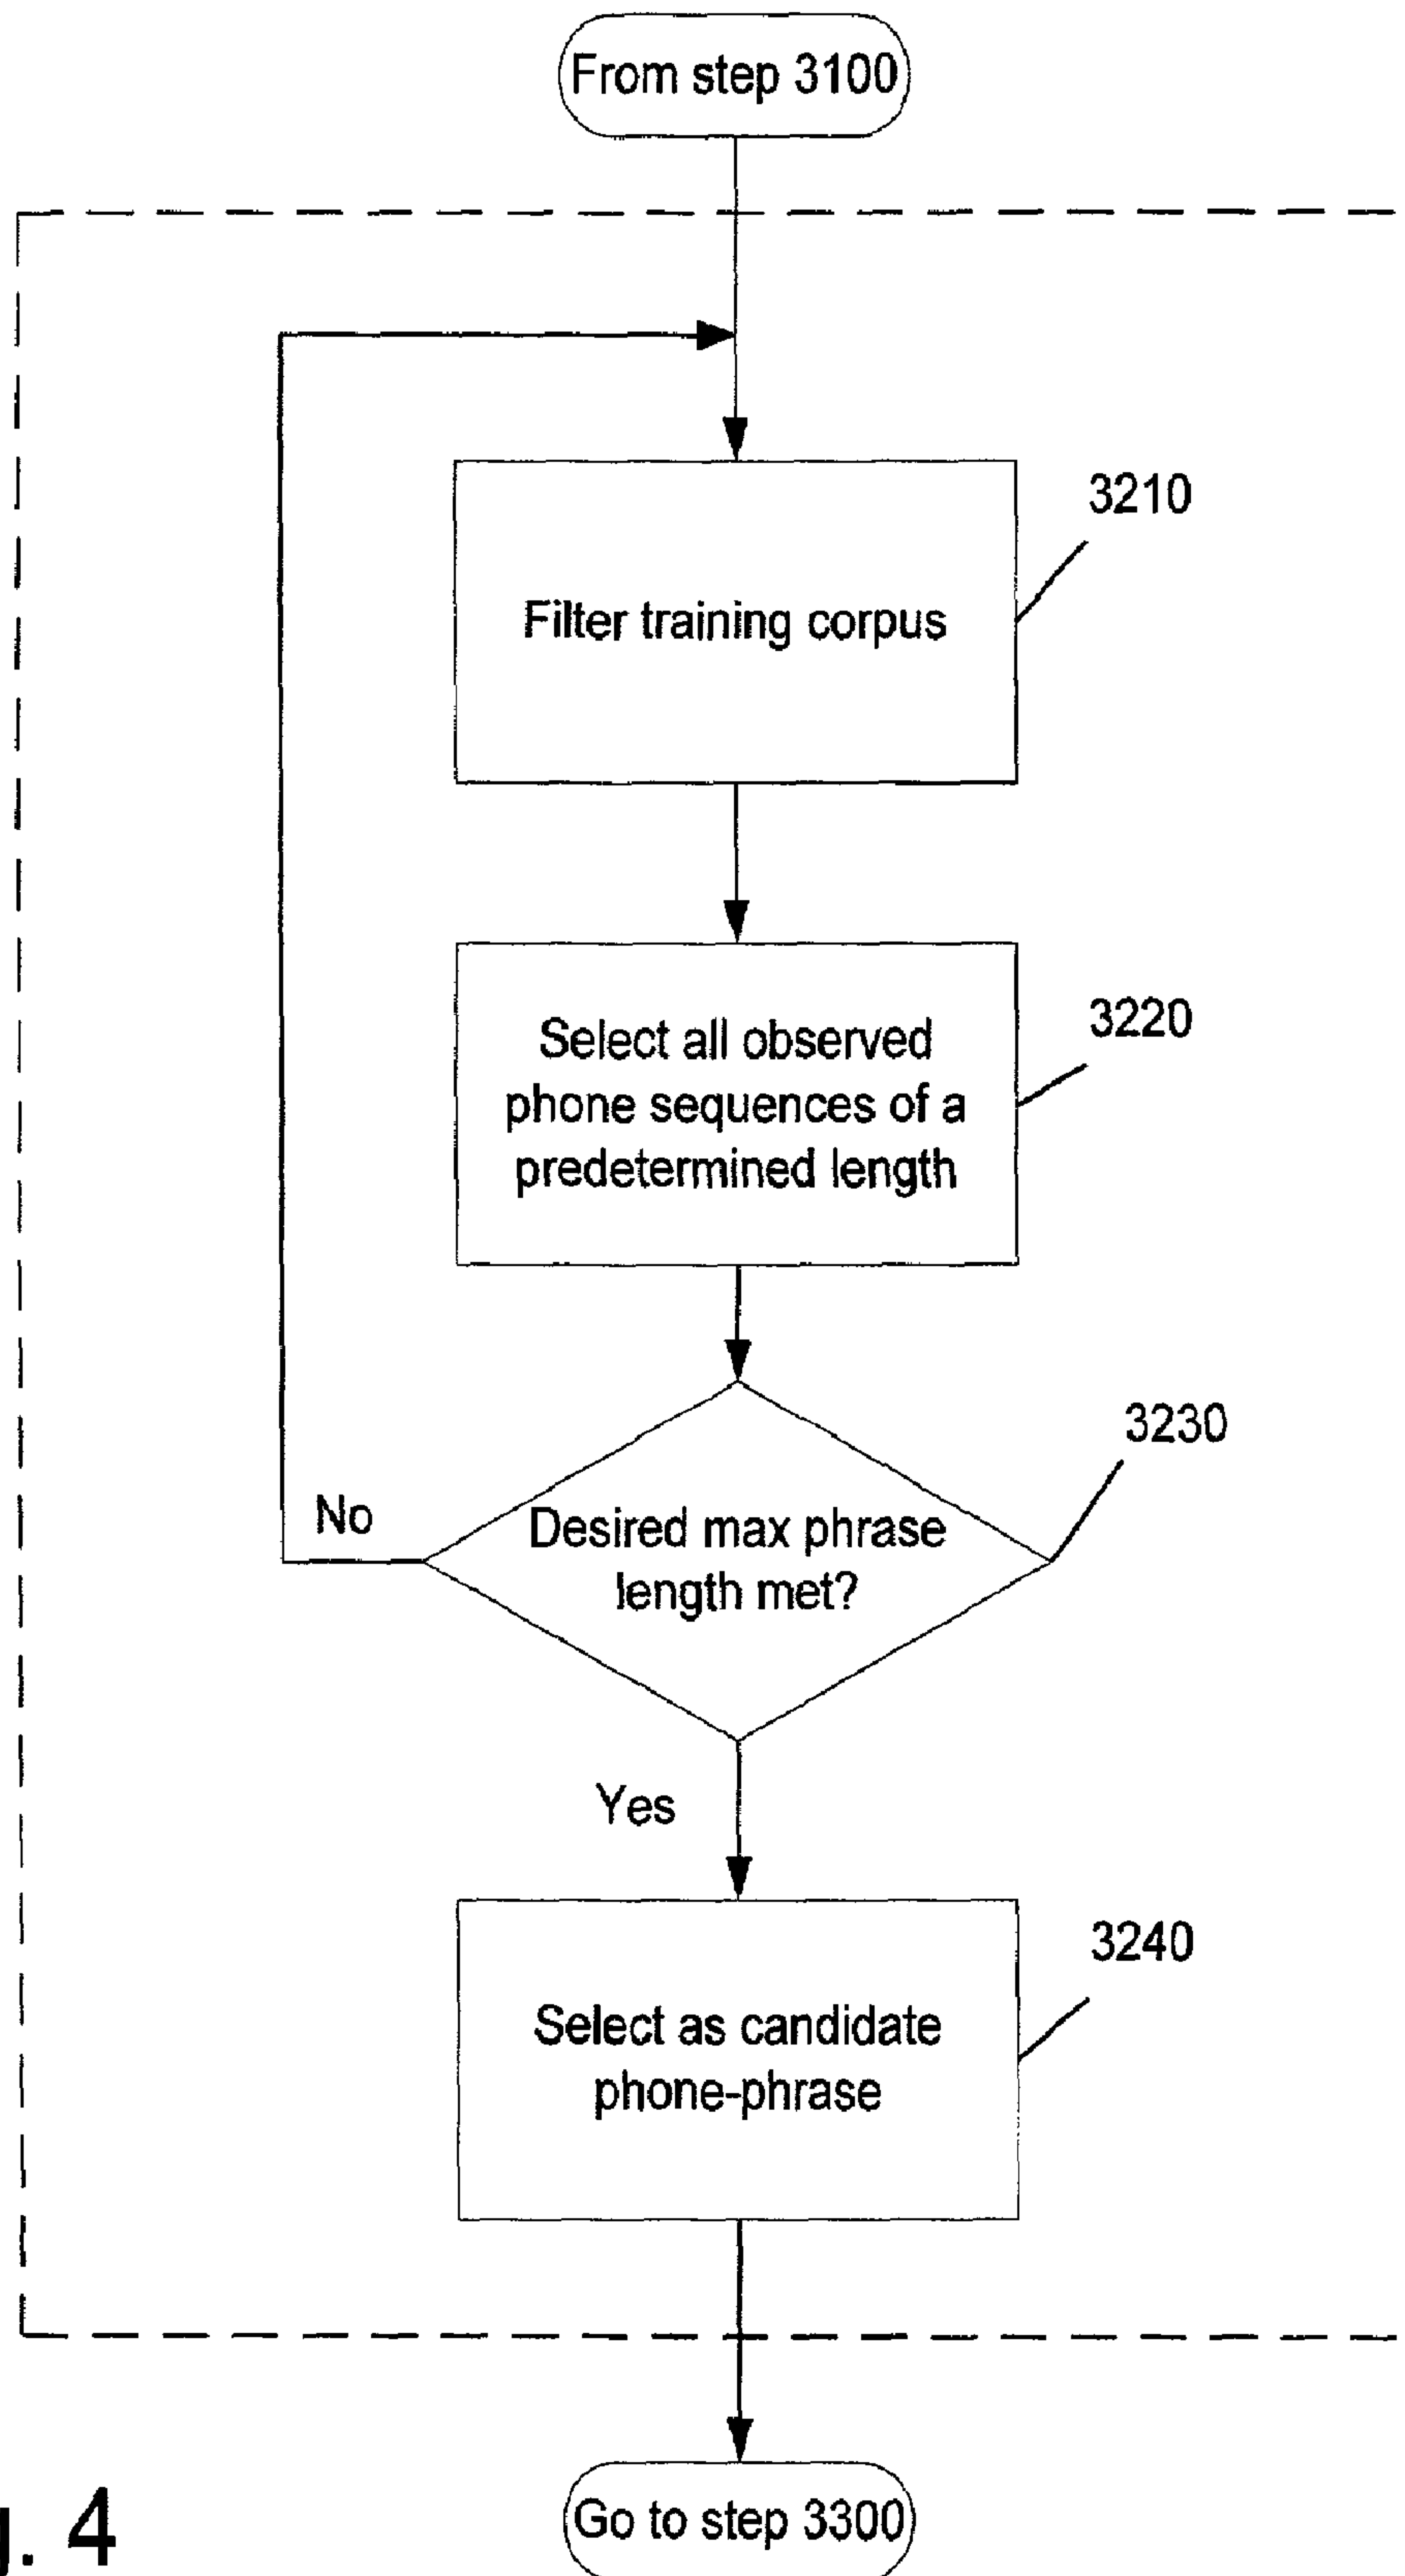 From step 3100
3210
Filter training corpus
3220
Select all observed
phone sequences of a
predetermined length
3230
No
Desired max phrase
length met?
Yes
3240
Select as candidate
phone-phrase
Go to step 3300
g. 4